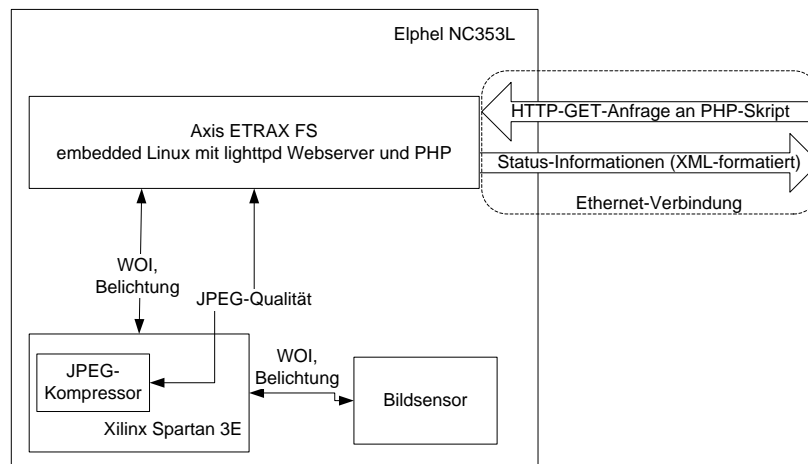 Elphel NC353L
HTTP-GET-Anfrage an PHP-Skript
Axis ETRAX FS
embedded Linux mit lighttpd Webserver und PHP
Status-Informationen (XML-formatiert)
Ethernet-Verbindung
WOI,
Belichtung
JPEG-Qualität
JPEG-
Kompressor
WOI,
Belichtung
Bildsensor
Xilinx Spartan 3E